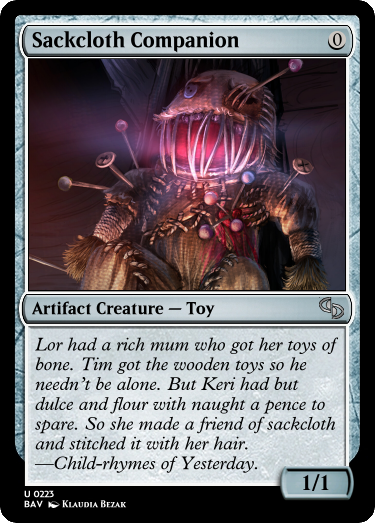 Sackcloth Companion 0
Artifact Creature — Toy
Lor had a rich mum who got her toys of
bone. Tim got the wooden toys so he
needn't be alone. But Keri had but
dulce and flour with naught a pence to
spare. So she made a friend of sackcloth
and stitched it with her hair.
—Child-rhymes of Yesterday.
1/1
U 0223
BAV Klaudia Bezak